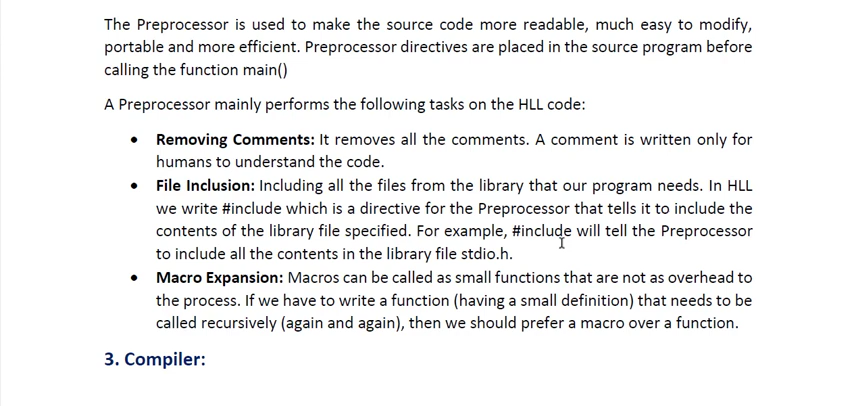 The Preprocessor is used to make the source code more readable, much easy to modify,
portable and more efficient. Preprocessor directives are placed in the source program before
calling the function main()
A Preprocessor mainly performs the following tasks on the HLL code:
• Removing Comments: It removes all the comments. A comment is written only for
humans to understand the code.
• File Inclusion: Including all the files from the library that our program needs. In HLL
we write #include which is a directive for the Preprocessor that tells it to include the
contents of the library file specified. For example, #include will tell the Preprocessor
to include all the contents in the library file stdio.h.
• Macro Expansion: Macros can be called as small functions that are not as overhead to
the process. If we have to write a function (having a small definition) that needs to be
called recursively (again and again), then we should prefer a macro over a function.
3. Compiler: